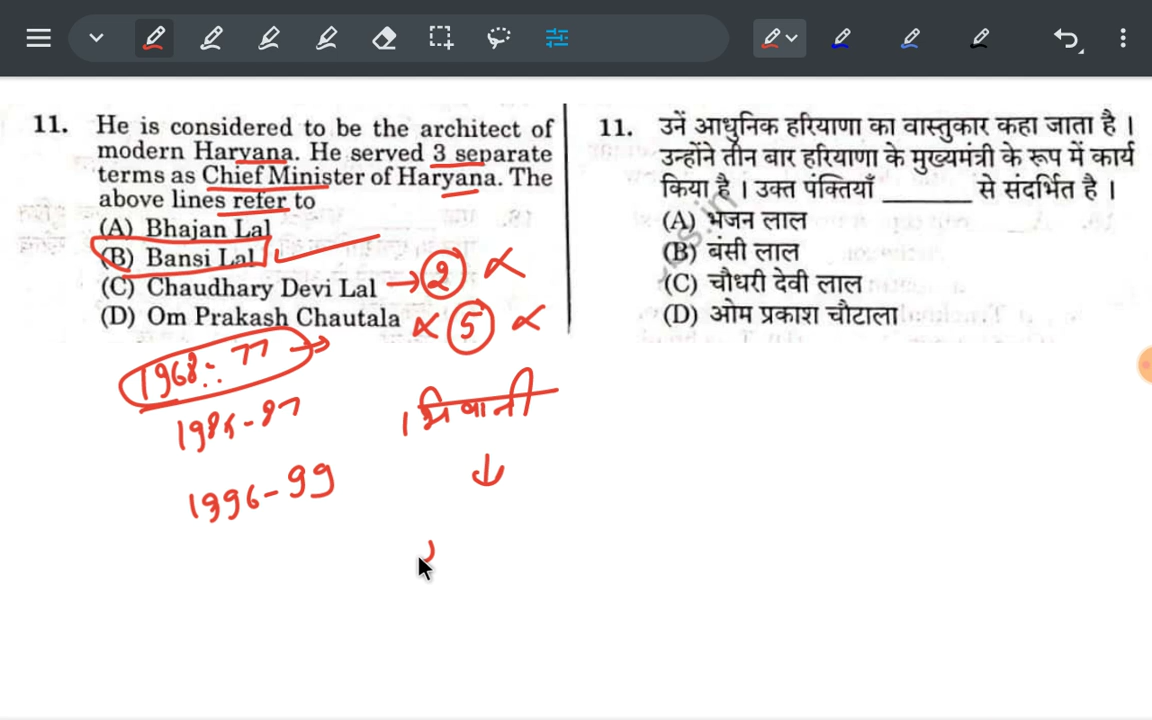 11. He is considered to be the architect of
modern Haryana. He served 3 separate
terms as Chief Minister of Haryana. The
above lines refer to
(A) Bhajan Lal
(B) Bansi Lal
(C) Chaudhary Devi Lal → 2 ×
(D) Om Prakash Chautala × 5 ×
1968-77 →
1986-87
1996-99
भिवानी
↓
11. उनें आधुनिक हरियाणा का वास्तुकार कहा जाता है ।
उन्होंने तीन बार हरियाणा के मुख्यमंत्री के रूप में कार्य
किया है । उक्त पंक्तियाँ ______ से संदर्भित है ।
(A) भजन लाल
(B) बंसी लाल
(C) चौधरी देवी लाल
(D) ओम प्रकाश चौटाला